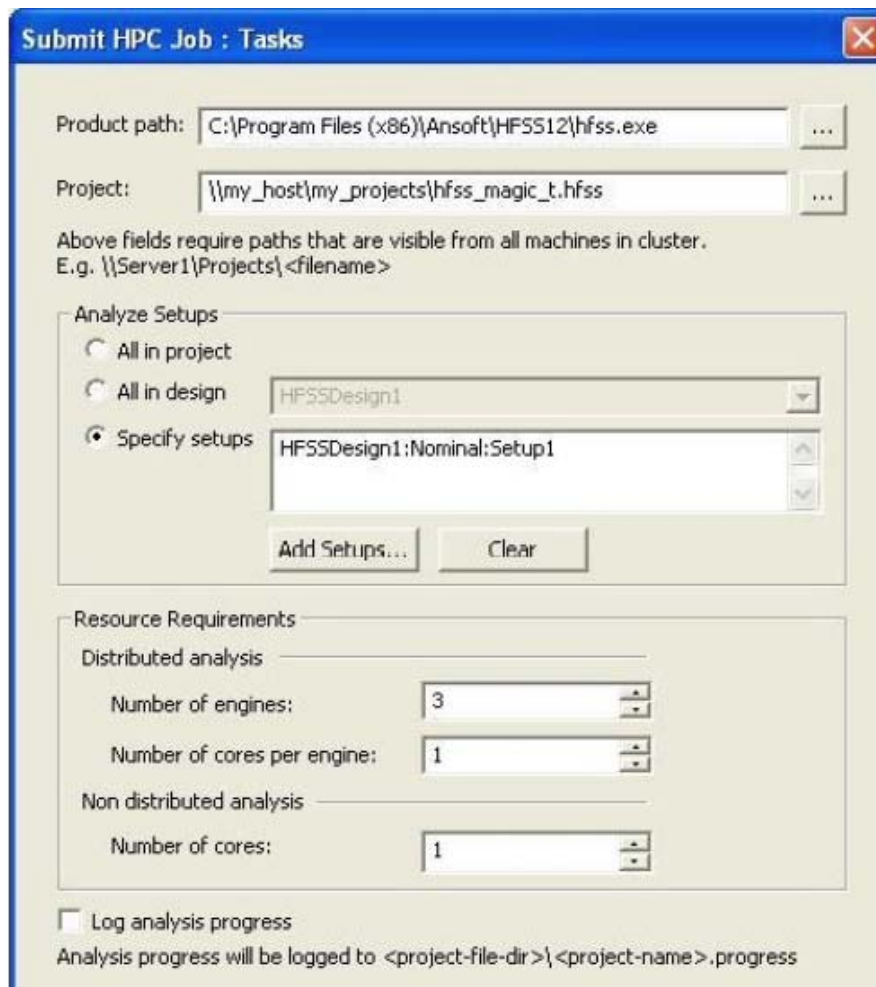 Submit HPC Job : Tasks
Product path: C:\Program Files (x86)\Ansoft\HFSS12\hfss.exe ...
Project: \\my_host\my_projects\hfss_magic_t.hfss ...
Above fields require paths that are visible from all machines in cluster.
E.g. \\Server1\Projects\<filename>
Analyze Setups
All in project
All in design HFSSDesign1
Specify setups HFSSDesign1:Nominal:Setup1
Add Setups... Clear
Resource Requirements
Distributed analysis
Number of engines: 3
Number of cores per engine: 1
Non distributed analysis
Number of cores: 1
Log analysis progress
Analysis progress will be logged to <project-file-dir>\<project-name>.progress